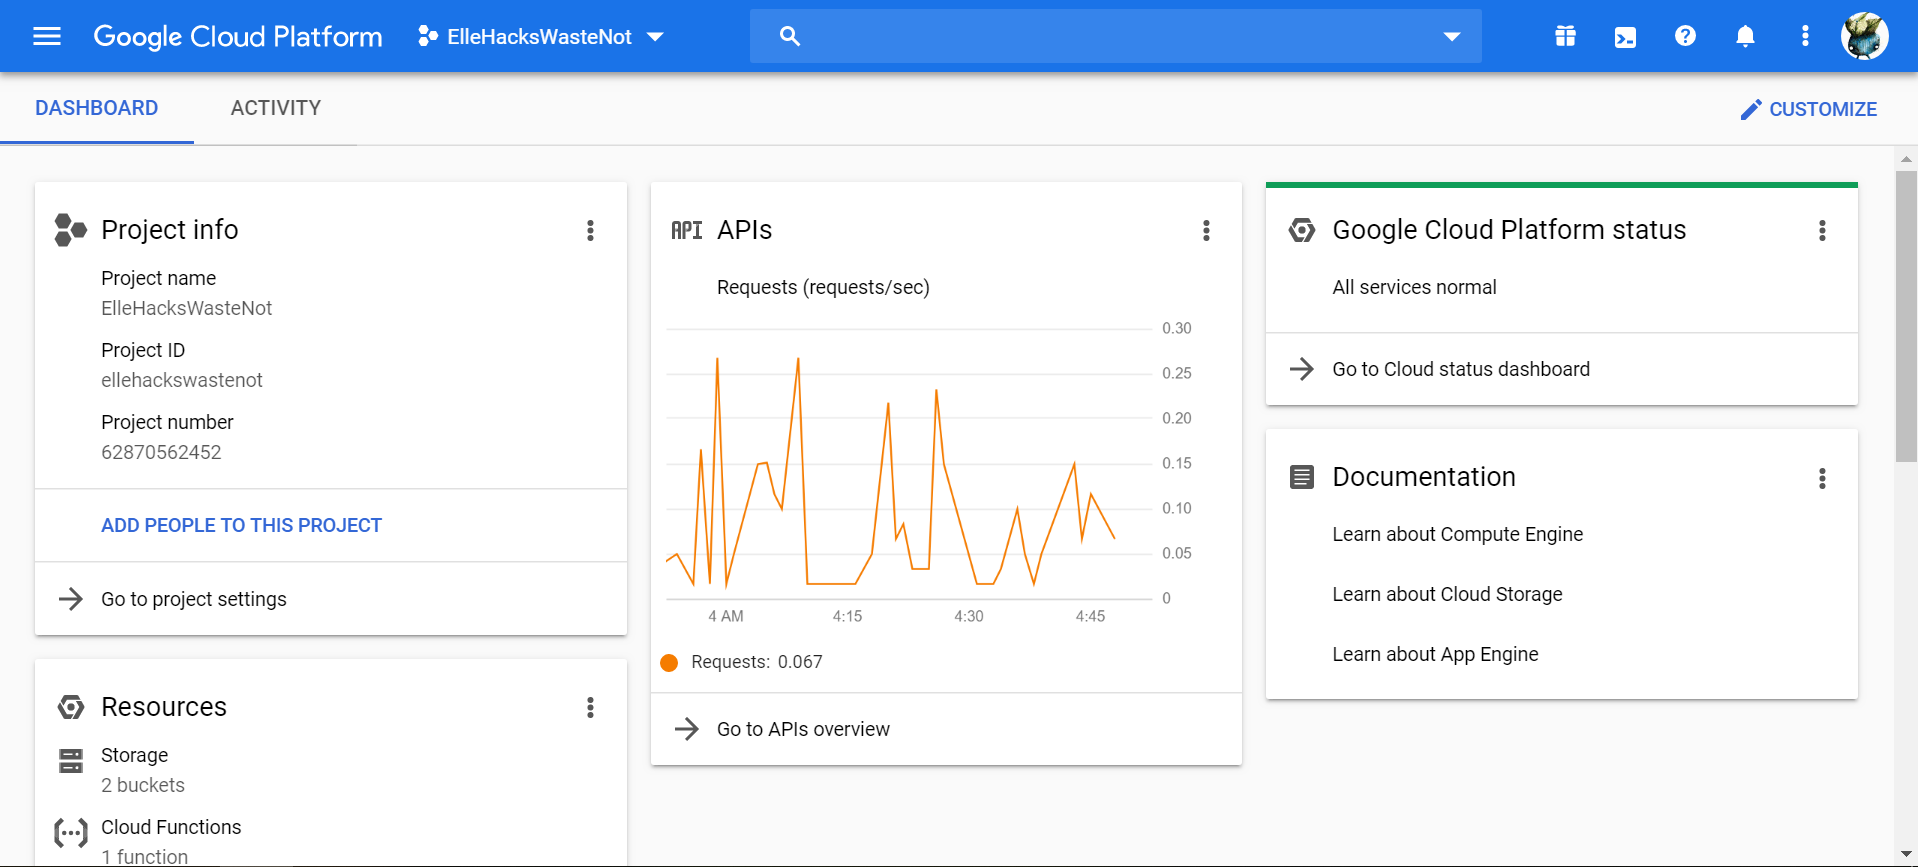 Google Cloud Platform
ElleHacksWasteNot
DASHBOARD
ACTIVITY
CUSTOMIZE
Project info
Project name
ElleHacksWasteNot
Project ID
ellehackswastenot
Project number
62870562452
ADD PEOPLE TO THIS PROJECT
Go to project settings
Resources
Storage
2 buckets
Cloud Functions
1 function
API APIs
Requests (requests/sec)
0.30
0.25
0.20
0.15
0.10
0.05
0
4 AM 4:15 4:30 4:45
Requests: 0.067
Go to APIs overview
Google Cloud Platform status
All services normal
Go to Cloud status dashboard
Documentation
Learn about Compute Engine
Learn about Cloud Storage
Learn about App Engine